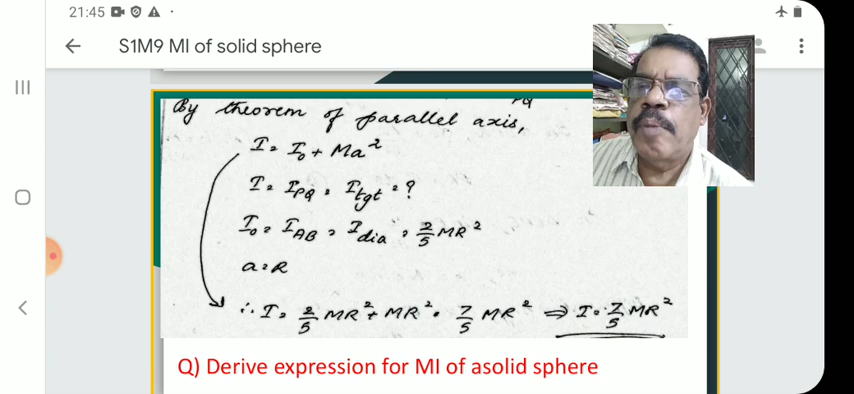 21:45
S1M9 MI of solid sphere
PQ
By theorem of parallel axis,
I = I₀ + Ma²
I = I_PQ = I_tgt = ?
I₀ = I_AB = I_dia = 2/5 MR²
a = R
∴ I = 2/5 MR² + MR² = 7/5 MR² ⇒ I = 7/5 MR²
Q) Derive expression for MI of asolid sphere